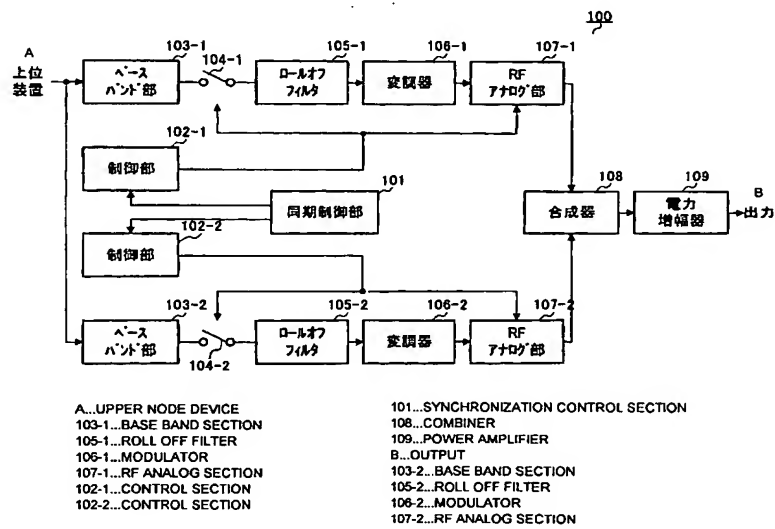 100
A
上位
装置
103-1
ベース
バンド部
104-1
105-1
ロールオフ
フィルタ
106-1
変調器
107-1
RF
アナログ部
102-1
制御部
101
同期制御部
102-2
制御部
108
合成器
109
電力
増幅器
B
出力
103-2
ベース
バンド部
104-2
105-2
ロールオフ
フィルタ
106-2
変調器
107-2
RF
アナログ部
A...UPPER NODE DEVICE
103-1...BASE BAND SECTION
105-1...ROLL OFF FILTER
106-1...MODULATOR
107-1...RF ANALOG SECTION
102-1...CONTROL SECTION
102-2...CONTROL SECTION
101...SYNCHRONIZATION CONTROL SECTION
108...COMBINER
109...POWER AMPLIFIER
B...OUTPUT
103-2...BASE BAND SECTION
105-2...ROLL OFF FILTER
106-2...MODULATOR
107-2...RF ANALOG SECTION